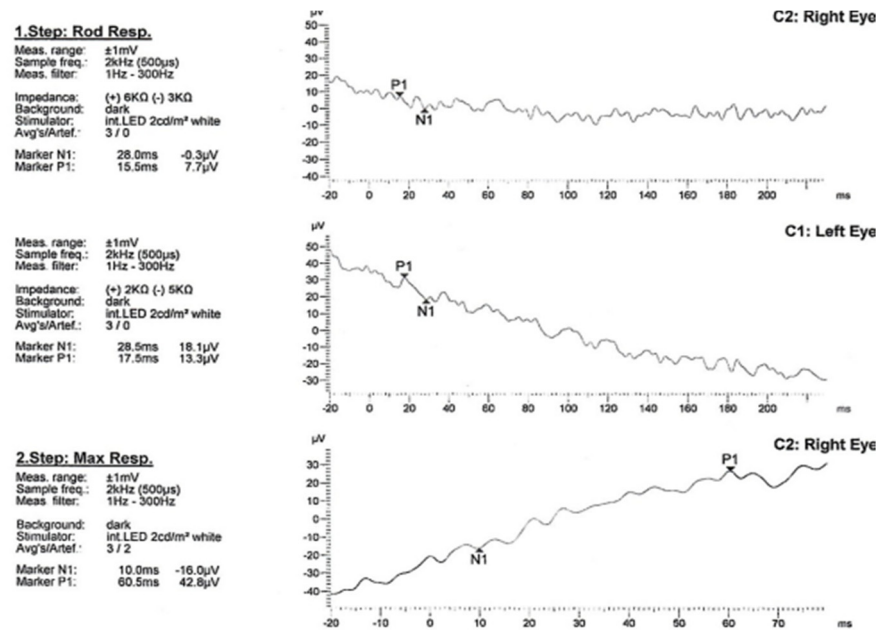 µV
C2: Right Eye
1.Step: Rod Resp.
Meas. range: ±1mV
Sample freq.: 2kHz (500µs)
Meas. filter: 1Hz - 300Hz
Impedance: (+) 6KΩ (-) 3KΩ
Background: dark
Stimulator: int.LED 2cd/m² white
Avg's/Artef.: 3 / 0
Marker N1: 28.0ms -0.3µV
Marker P1: 15.5ms 7.7µV
50
40
30
20
10
0
-10
-20
-30
-40
P1
N1
-20 0 20 40 60 80 100 120 140 160 180 200 ms
µV
C1: Left Eye
Meas. range: ±1mV
Sample freq.: 2kHz (500µs)
Meas. filter: 1Hz - 300Hz
Impedance: (+) 2KΩ (-) 5KΩ
Background: dark
Stimulator: int.LED 2cd/m² white
Avg's/Artef.: 3 / 0
Marker N1: 28.5ms 18.1µV
Marker P1: 17.5ms 13.3µV
50
40
30
20
10
0
-10
-20
-30
P1
N1
-20 0 20 40 60 80 100 120 140 160 180 200 ms
µV
C2: Right Eye
2.Step: Max Resp.
Meas. range: ±1mV
Sample freq.: 2kHz (500µs)
Meas filter: 1Hz - 300Hz
Background: dark
Stimulator: int.LED 2cd/m² white
Avg's/Artef.: 3 / 2
Marker N1: 10.0ms -16.0µV
Marker P1: 60.5ms 42.8µV
30
20
10
0
-10
-20
-30
-40
P1
N1
-20 -10 0 10 20 30 40 50 60 70 ms